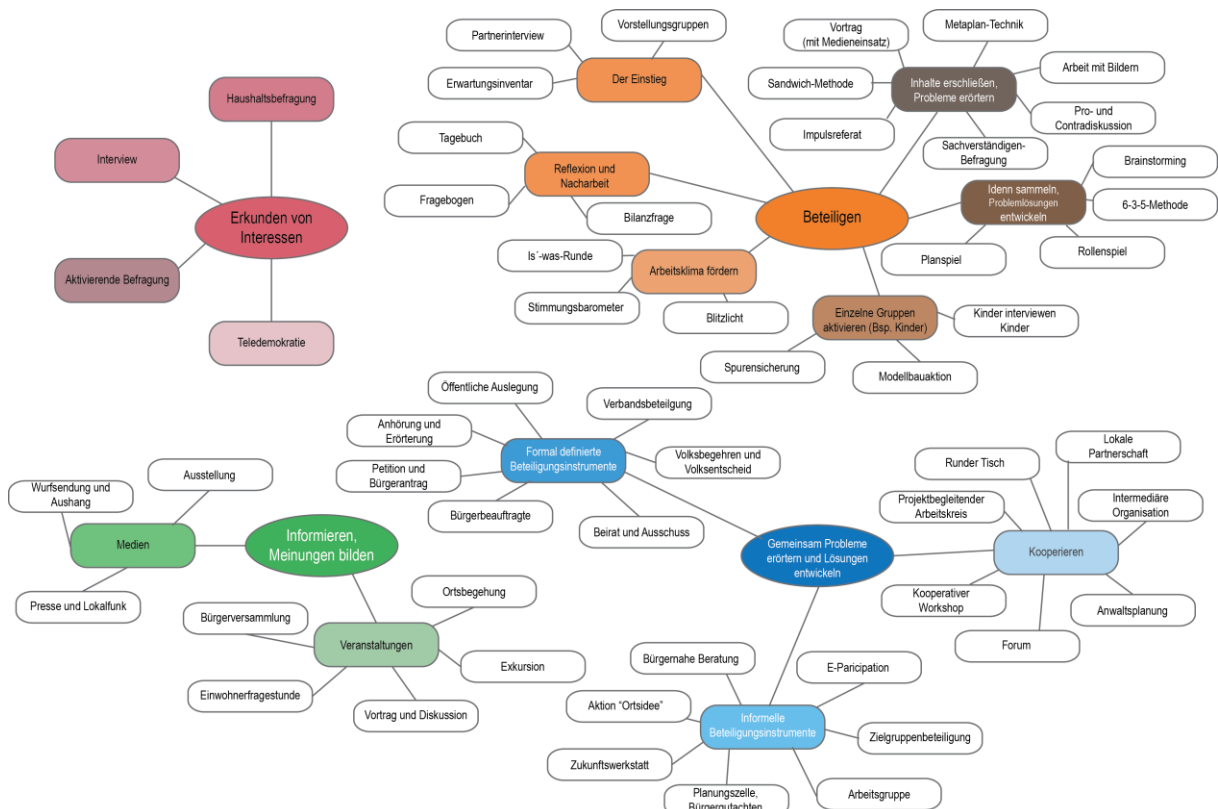 Haushaltsbefragung
Interview
Erkunden von
Interessen
Aktivierende Befragung
Teledemokratie
Partnerinterview
Vorstellungsgruppen
Der Einstieg
Erwartungsinventar
Tagebuch
Reflexion und
Nacharbeit
Fragebogen
Bilanzfrage
Is´-was-Runde
Arbeitsklima fördern
Stimmungsbarometer
Blitzlicht
Beteiligen
Vortrag
(mit Medieneinsatz)
Metaplan-Technik
Sandwich-Methode
Inhalte erschließen,
Probleme erörtern
Arbeit mit Bildern
Impulsreferat
Pro- und
Contradiskussion
Sachverständigen-
Befragung
Brainstorming
Idenn sammeln,
Problemlösungen
entwickeln
6-3-5-Methode
Planspiel
Rollenspiel
Einzelne Gruppen
aktivieren (Bsp. Kinder)
Kinder interviewen
Kinder
Spurensicherung
Modellbauaktion
Öffentliche Auslegung
Verbandsbeteilgung
Anhörung und
Erörterung
Formal definierte
Beteiligungsinstrumente
Volksbegehren und
Volksentscheid
Petition und
Bürgerantrag
Bürgerbeauftragte
Beirat und Ausschuss
Wurfsendung und
Aushang
Ausstellung
Medien
Informieren,
Meinungen bilden
Presse und Lokalfunk
Bürgerversammlung
Ortsbegehung
Veranstaltungen
Exkursion
Einwohnerfragestunde
Vortrag und Diskussion
Gemeinsam Probleme
erörtern und Lösungen
entwickeln
Runder Tisch
Lokale
Partnerschaft
Projektbegleitender
Arbeitskreis
Intermediäre
Organisation
Kooperieren
Kooperativer
Workshop
Anwaltsplanung
Forum
Bürgernahe Beratung
E-Paricipation
Aktion “Ortsidee”
Informelle
Beteiligungsinstrumente
Zielgruppenbeteiligung
Zukunftswerkstatt
Planungszelle,
Bürgergutachten
Arbeitsgruppe